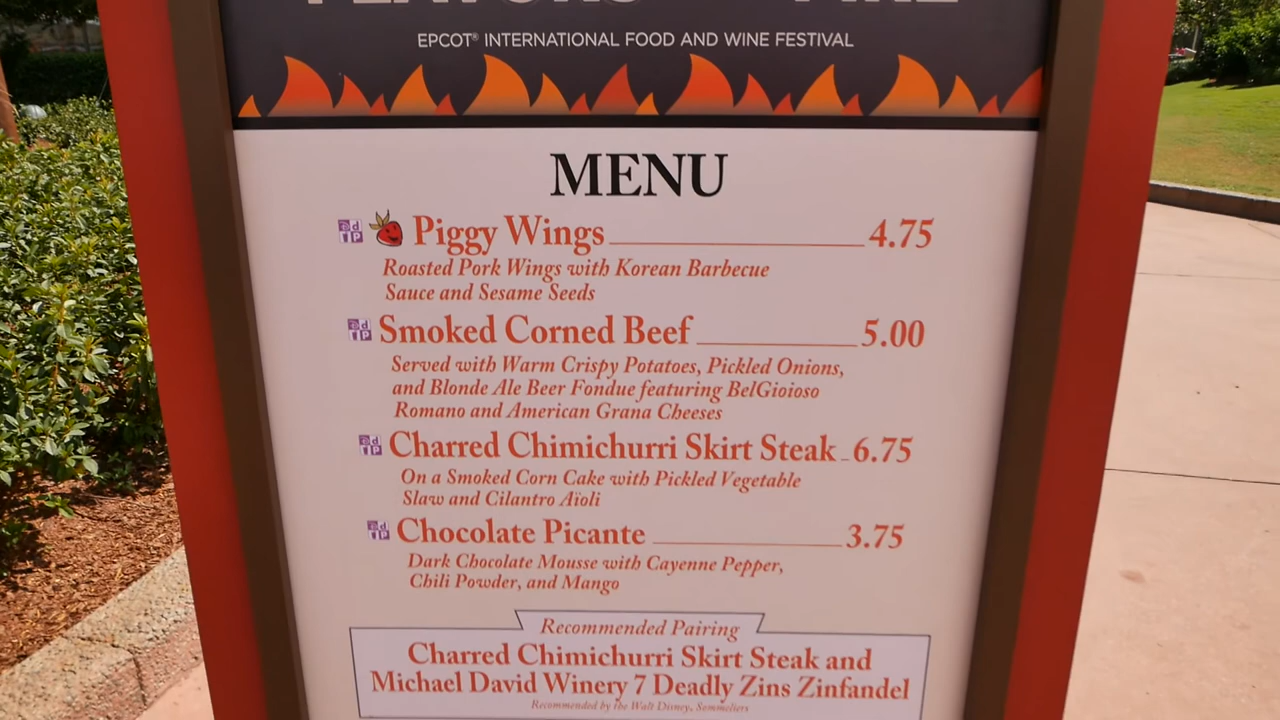 FLAVORS FIRE
EPCOT® INTERNATIONAL FOOD AND WINE FESTIVAL
MENU
Piggy Wings 4.75
Roasted Pork Wings with Korean Barbecue
Sauce and Sesame Seeds
Smoked Corned Beef 5.00
Served with Warm Crispy Potatoes, Pickled Onions,
and Blonde Ale Beer Fondue featuring BelGioioso
Romano and American Grana Cheeses
Charred Chimichurri Skirt Steak 6.75
On a Smoked Corn Cake with Pickled Vegetable
Slaw and Cilantro Aïoli
Chocolate Picante 3.75
Dark Chocolate Mousse with Cayenne Pepper,
Chili Powder, and Mango
Recommended Pairing
Charred Chimichurri Skirt Steak and
Michael David Winery 7 Deadly Zins Zinfandel
Recommended by the Walt Disney, Sommeliers